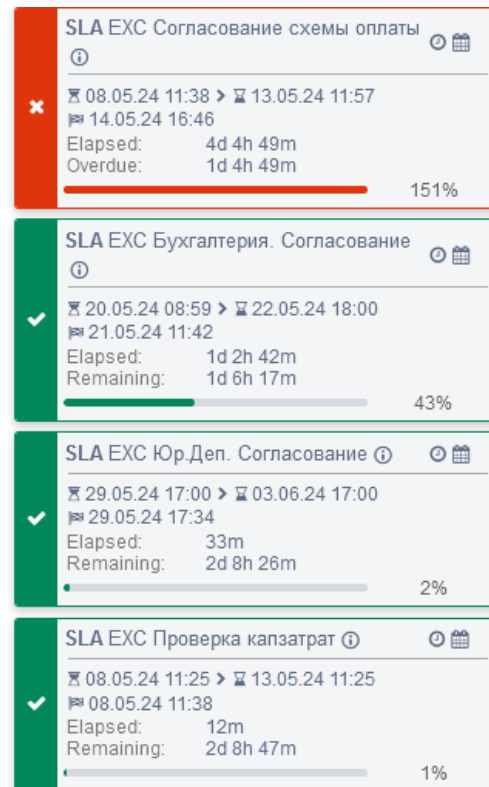 SLA EXC Согласование схемы оплаты
08.05.24 11:38 > 13.05.24 11:57
14.05.24 16:46
Elapsed: 4d 4h 49m
Overdue: 1d 4h 49m
151%
SLA EXC Бухгалтерия. Согласование
20.05.24 08:59 > 22.05.24 18:00
21.05.24 11:42
Elapsed: 1d 2h 42m
Remaining: 1d 6h 17m
43%
SLA EXC Юр.Деп. Согласование
29.05.24 17:00 > 03.06.24 17:00
29.05.24 17:34
Elapsed: 33m
Remaining: 2d 8h 26m
2%
SLA EXC Проверка капзатрат
08.05.24 11:25 > 13.05.24 11:25
08.05.24 11:38
Elapsed: 12m
Remaining: 2d 8h 47m
1%